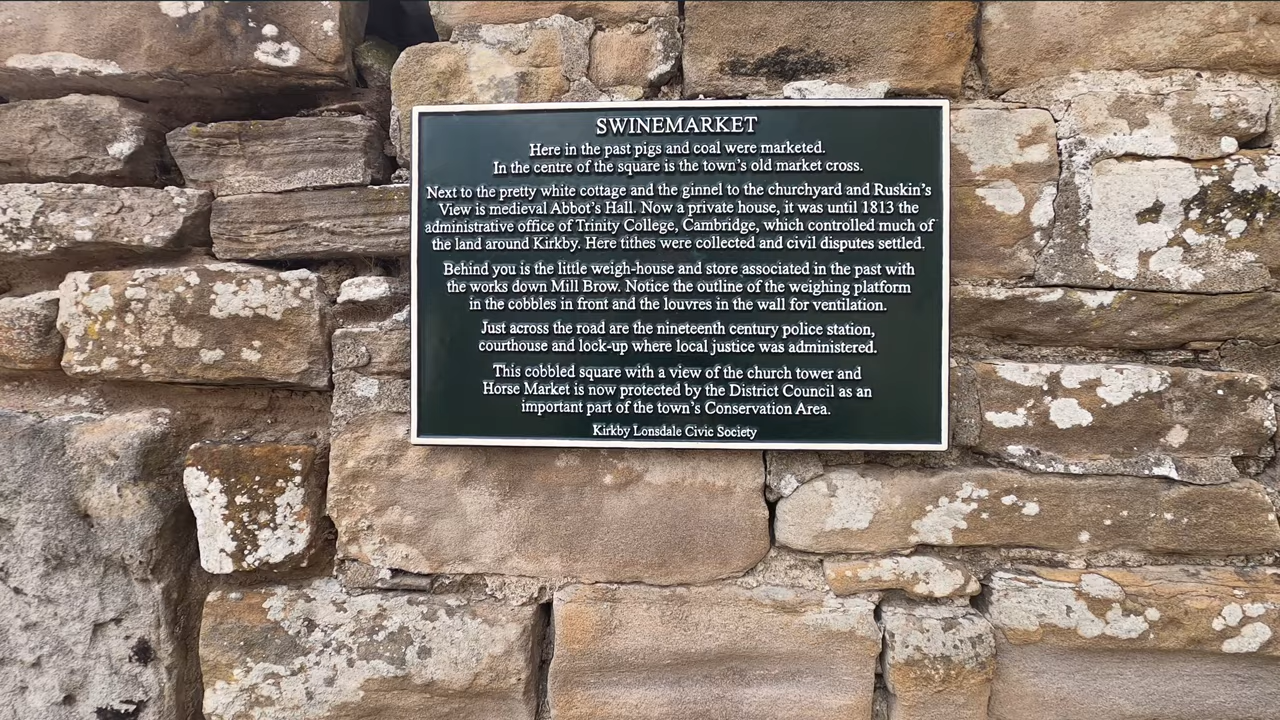 SWINEMARKET
Here in the past pigs and coal were marketed.
In the centre of the square is the town's old market cross.
Next to the pretty white cottage and the ginnel to the churchyard and Ruskin's
View is medieval Abbot's Hall. Now a private house, it was until 1813 the
administrative office of Trinity College, Cambridge, which controlled much of
the land around Kirkby. Here tithes were collected and civil disputes settled.
Behind you is the little weigh-house and store associated in the past with
the works down Mill Brow. Notice the outline of the weighing platform
in the cobbles in front and the louvres in the wall for ventilation.
Just across the road are the nineteenth century police station,
courthouse and lock-up where local justice was administered.
This cobbled square with a view of the church tower and
Horse Market is now protected by the District Council as an
important part of the town's Conservation Area.
Kirkby Lonsdale Civic Society